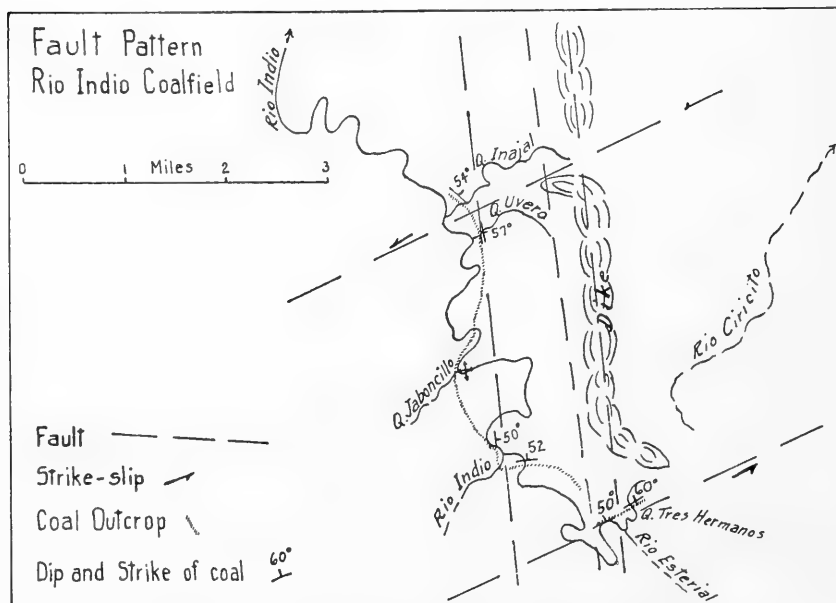 Fault Pattern
Rio Indio Coalfield
0 1 2 3
Miles
Rio Indio
Q. Inajal
54°
Q. Uvero
57°
Dike
Rio Ciricito
Q. Jaboncillo
50°
52
Rio Indio
50°
60°
Q. Tres Hermanos
Rio Esterial
Fault
Strike-slip
Coal Outcrop
Dip and Strike of coal 60°